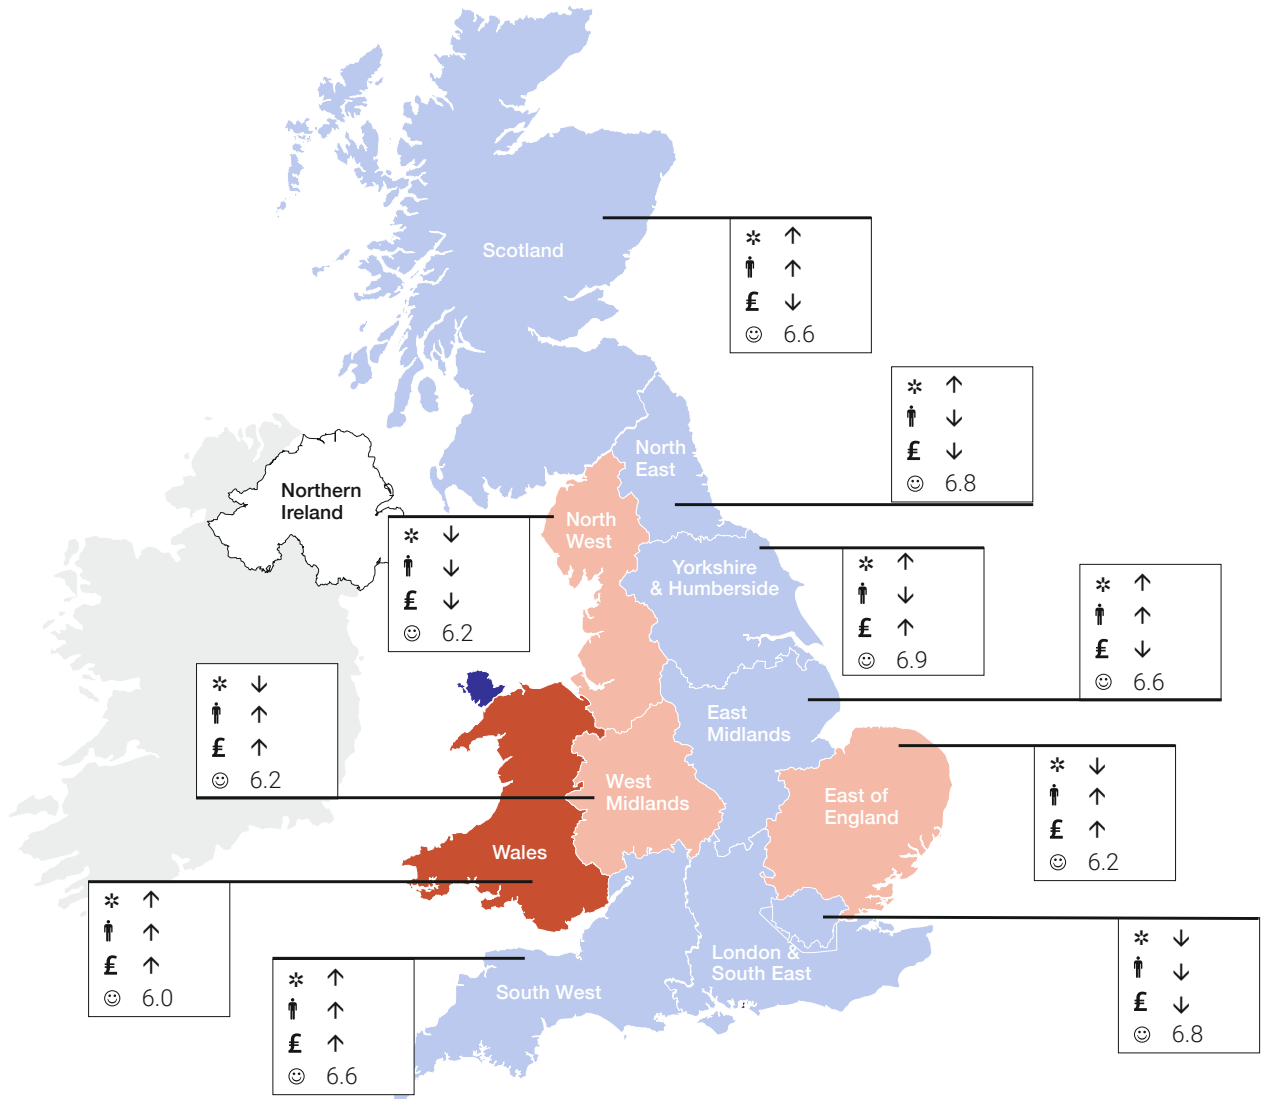 Scotland
✲ ↑
↑
£ ↓
☺ 6.6
✲ ↑
↓
£ ↓
☺ 6.8
North
East
Northern
Ireland
North
West
✲ ↓
↓
£ ↓
☺ 6.2
Yorkshire
& Humberside
✲ ↑
↓
£ ↑
☺ 6.9
✲ ↑
↑
£ ↓
☺ 6.6
✲ ↓
↑
£ ↑
☺ 6.2
East
Midlands
West
Midlands
East of
England
✲ ↓
↑
£ ↑
☺ 6.2
Wales
✲ ↑
↑
£ ↑
☺ 6.0
London &
South East
✲ ↓
↓
£ ↓
☺ 6.8
South West
✲ ↑
↑
£ ↑
☺ 6.6